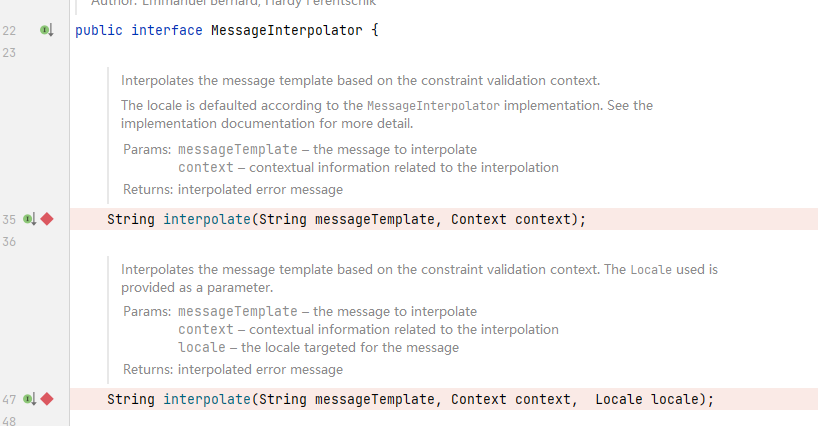 Author: Emmanuel Bernard, Hardy Ferentschik
22 public interface MessageInterpolator {
23
Interpolates the message template based on the constraint validation context.
The locale is defaulted according to the MessageInterpolator implementation. See the
implementation documentation for more detail.
Params: messageTemplate – the message to interpolate
context – contextual information related to the interpolation
Returns: interpolated error message
35 String interpolate(String messageTemplate, Context context);
36
Interpolates the message template based on the constraint validation context. The Locale used is
provided as a parameter.
Params: messageTemplate – the message to interpolate
context – contextual information related to the interpolation
locale – the locale targeted for the message
Returns: interpolated error message
47 String interpolate(String messageTemplate, Context context,  Locale locale);
48